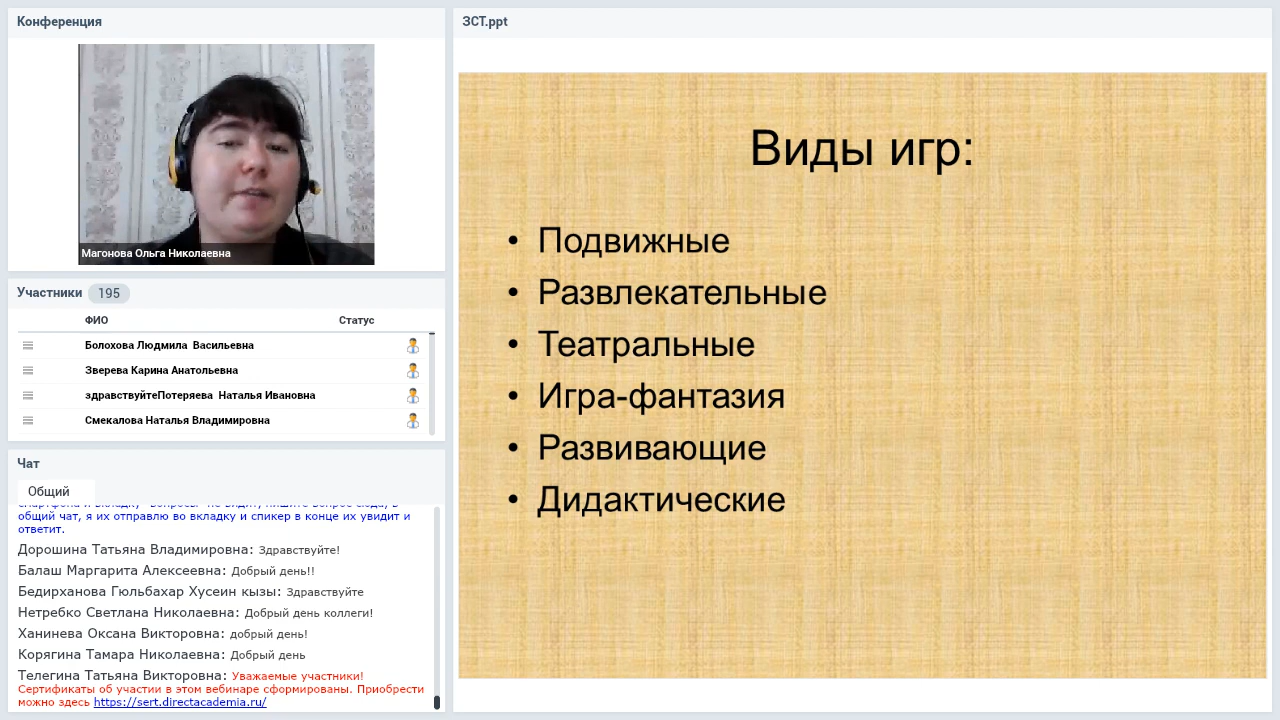 Конференция
Магонова Ольга Николаевна
Участники 195
ФИО Статус
Болохова Людмила Васильевна
Зверева Карина Анатольевна
здравствуйтеПотеряева Наталья Ивановна
Смекалова Наталья Владимировна
Чат
Общий
общий чат, я их отправлю во вкладку и спикер в конце их увидит и
ответит.
Дорошина Татьяна Владимировна: Здравствуйте!
Балаш Маргарита Алексеевна: Добрый день!!
Бедирханова Гюльбахар Хусеин кызы: Здравствуйте
Нетребко Светлана Николаевна: Добрый день коллеги!
Ханинева Оксана Викторовна: добрый день!
Корягина Тамара Николаевна: Добрый день
Телегина Татьяна Викторовна: Уважаемые участники!
Сертификаты об участии в этом вебинаре сформированы. Приобрести
можно здесь https://sert.directacademia.ru/
ЗСТ.ppt
Виды игр:
• Подвижные
• Развлекательные
• Театральные
• Игра-фантазия
• Развивающие
• Дидактические